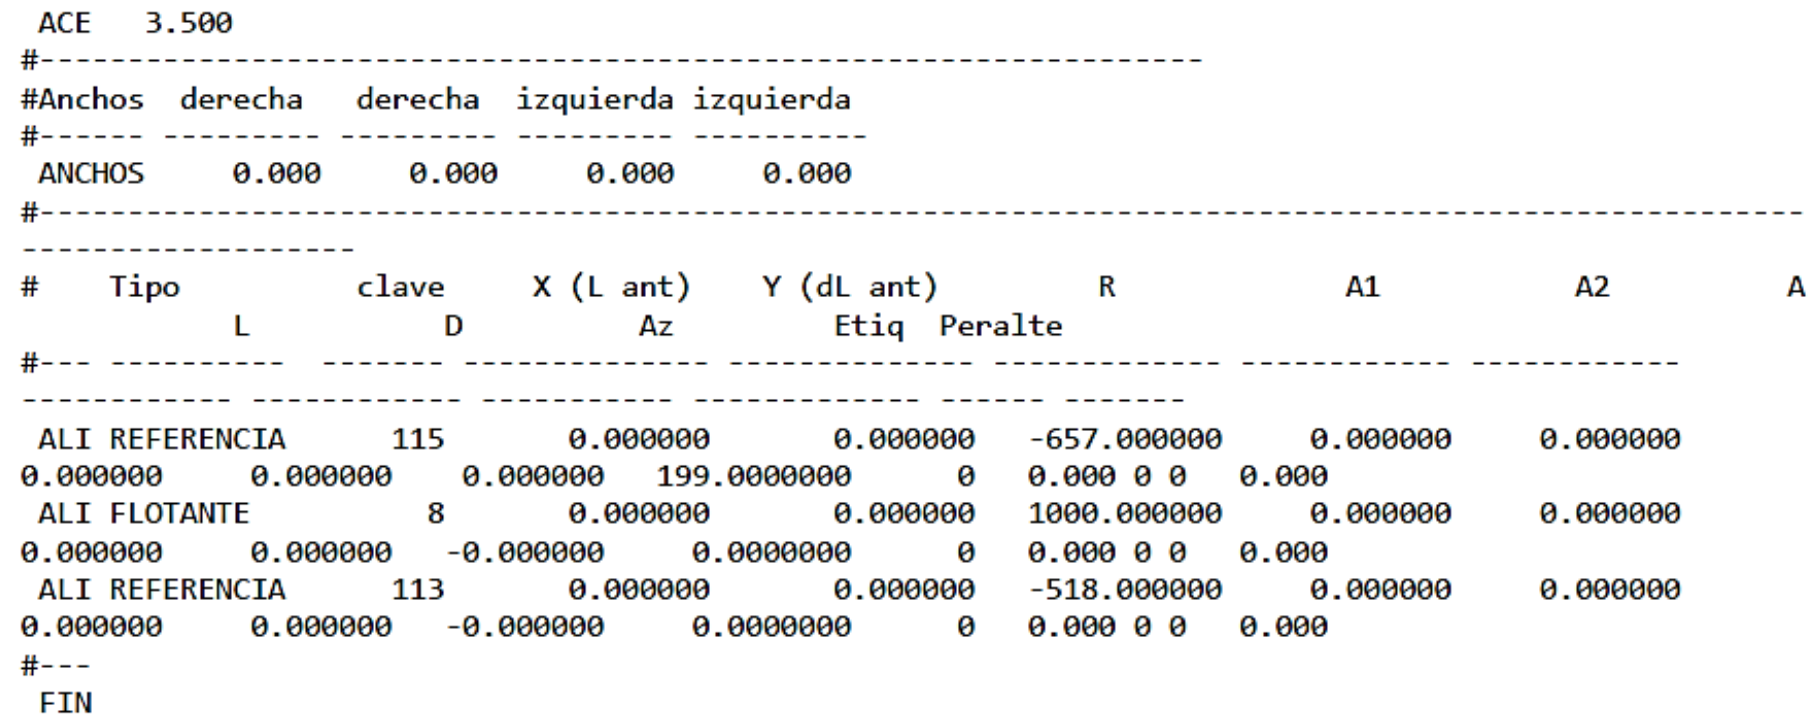 ACE   3.500
#------------------------------------------------------------------
#Anchos  derecha   derecha  izquierda izquierda
#------ --------- --------- --------- ----------
 ANCHOS     0.000     0.000     0.000     0.000
#----------------------------------------------------------------------------------------------------
-------------------
#    Tipo          clave     X (L ant)    Y (dL ant)         R             A1           A2          A
            L           D          Az         Etiq  Peralte
#--- ----------  ------- -------------- -------------- ------------- ------------ ------------
------------ ------------ ----------- ------------- ------ -------
 ALI REFERENCIA      115       0.000000       0.000000   -657.000000     0.000000     0.000000
0.000000     0.000000    0.000000   199.0000000      0   0.000 0 0   0.000
 ALI FLOTANTE          8       0.000000       0.000000   1000.000000     0.000000     0.000000
0.000000     0.000000   -0.000000     0.0000000      0   0.000 0 0   0.000
 ALI REFERENCIA      113       0.000000       0.000000   -518.000000     0.000000     0.000000
0.000000     0.000000   -0.000000     0.0000000      0   0.000 0 0   0.000
#---
 FIN